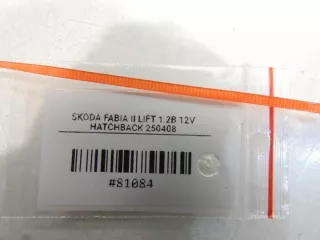 SKODA FABIA II LIFT 1.2B 12V
HATCHBACK 250408
#81084